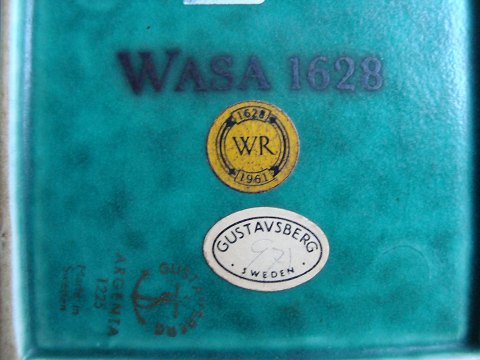 WASA 1628
1628
WR
1961
GUSTAVSBERG
971
· SWEDEN ·
GUSTAVSBERG
ARGENTA
1225
Made in
Sweden